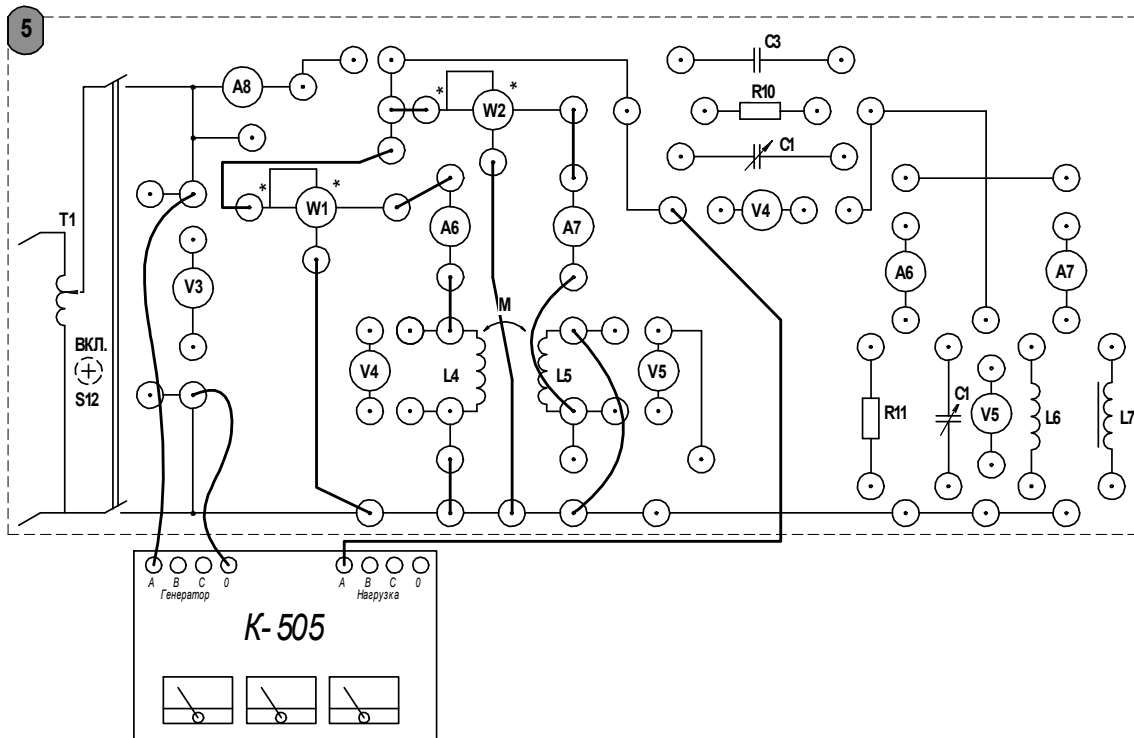 5
A8
C3
* W2 *
R10
C1
* W1 *
V4
T1
A6
A7
A6
A7
V3
M
ВКЛ.
S12
V4
L4
L5
V5
R11
C1
V5
L6
L7
А В С 0
Генератор
А В С 0
Нагрузка
К- 505